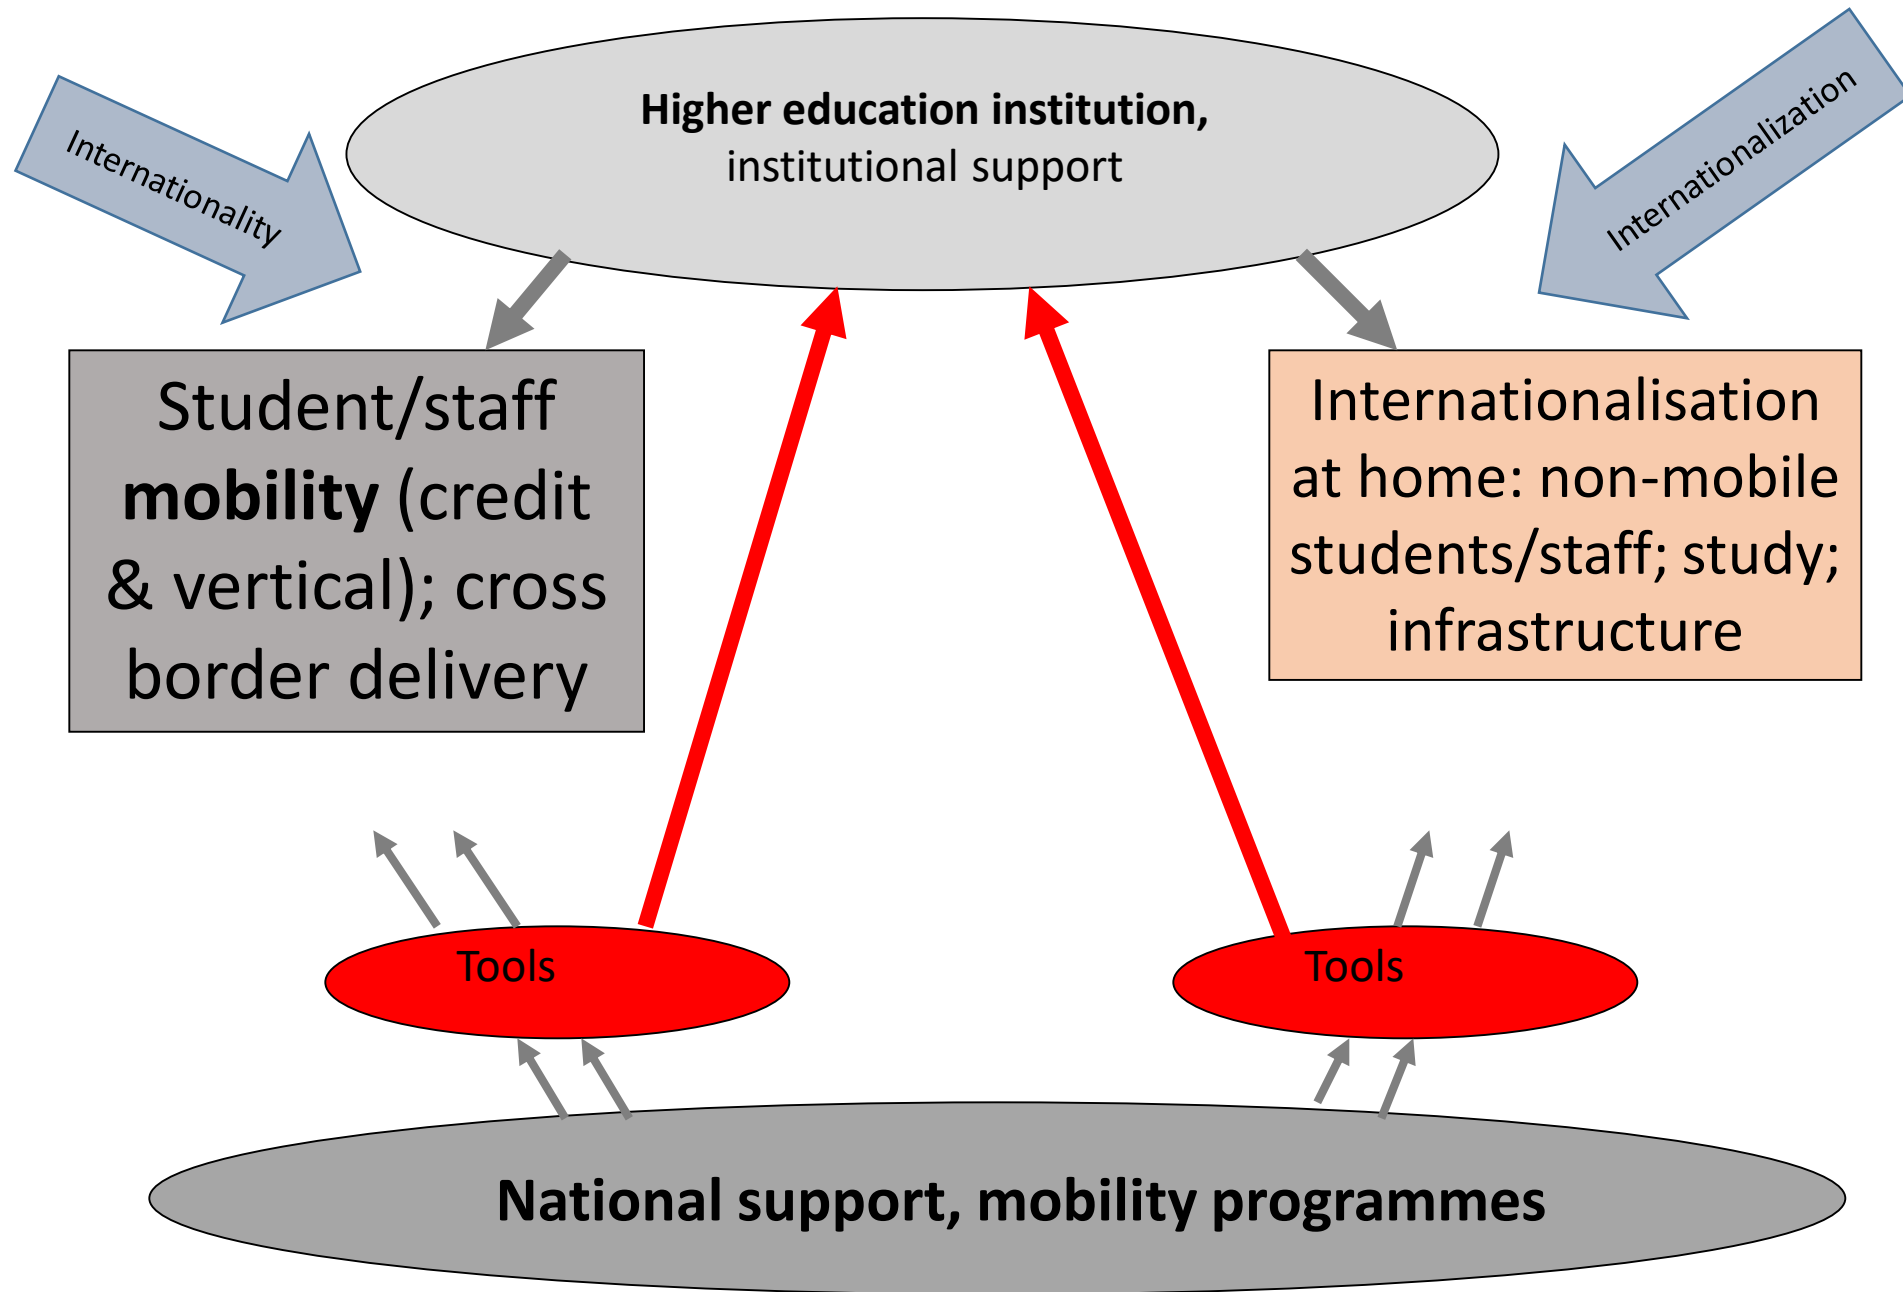 Higher education institution,
institutional support
Internationality
Internationalization
Student/staff
mobility (credit
& vertical); cross
border delivery
Internationalisation
at home: non-mobile
students/staff; study;
infrastructure
Tools
Tools
National support, mobility programmes